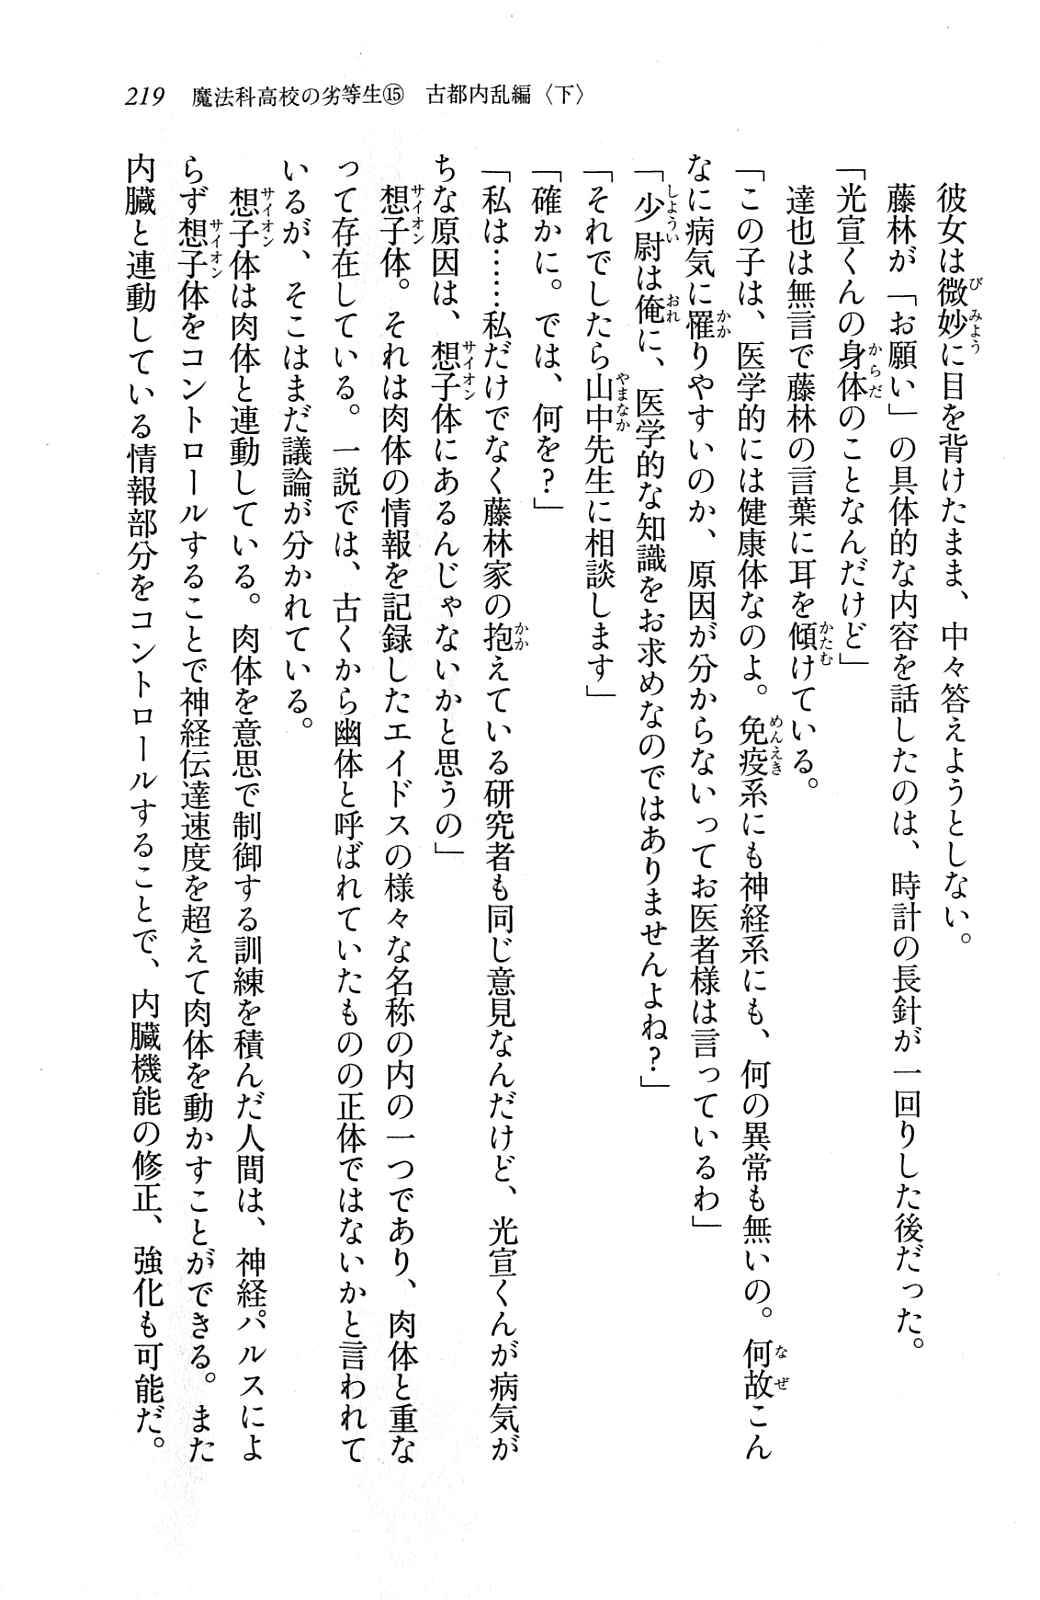 219　魔法科高校の劣等生⑮　古都内乱編〈下〉
　彼女は微妙に目を背けたまま、中々答えようとしない。
　藤林が「お願い」の具体的な内容を話したのは、時計の長針が一回りした後だった。
「光宣くんの身体のことなんだけど」
　達也は無言で藤林の言葉に耳を傾けている。
「この子は、医学的には健康体なのよ。免疫系にも神経系にも、何の異常も無いの。何故こん
なに病気に罹りやすいのか、原因が分からないってお医者様は言っているわ」
「少尉は俺に、医学的な知識をお求めなのではありませんよね？」
「それでしたら山中先生に相談します」
「確かに。では、何を？」
「私は……私だけでなく藤林家の抱えている研究者も同じ意見なんだけど、光宣くんが病気が
ちな原因は、想子体にあるんじゃないかと思うの」
　想子体。それは肉体の情報を記録したエイドスの様々な名称の内の一つであり、肉体と重な
って存在している。一説では、古くから幽体と呼ばれていたものの正体ではないかと言われて
いるが、そこはまだ議論が分かれている。
　想子体は肉体と連動している。肉体を意思で制御する訓練を積んだ人間は、神経パルスによ
らず想子体をコントロールすることで神経伝達速度を超えて肉体を動かすことができる。また
内臓と連動している情報部分をコントロールすることで、内臓機能の修正、強化も可能だ。